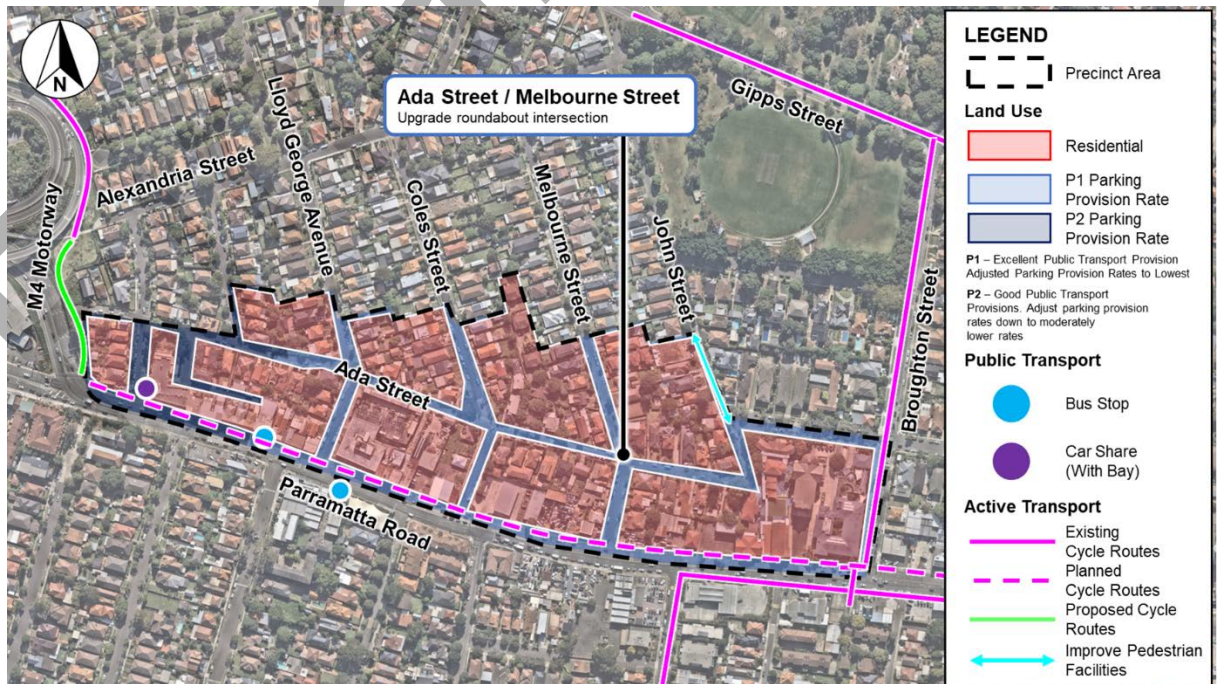 N
Ada Street / Melbourne Street
Upgrade roundabout intersection
Gipps Street
Lloyd George Avenue
Alexandria Street
Coles Street
Melbourne Street
John Street
M4 Motorway
Broughton Street
Ada Street
Parramatta Road
LEGEND
Precinct Area
Land Use
Residential
P1 Parking
Provision Rate
P2 Parking
Provision Rate
P1 – Excellent Public Transport Provision
Adjusted Parking Provision Rates to Lowest
P2 – Good Public Transport
Provisions. Adjust parking provision
rates down to moderately
lower rates
Public Transport
Bus Stop
Car Share
(With Bay)
Active Transport
Existing
Cycle Routes
Planned
Cycle Routes
Proposed Cycle
Routes
Improve Pedestrian
Facilities